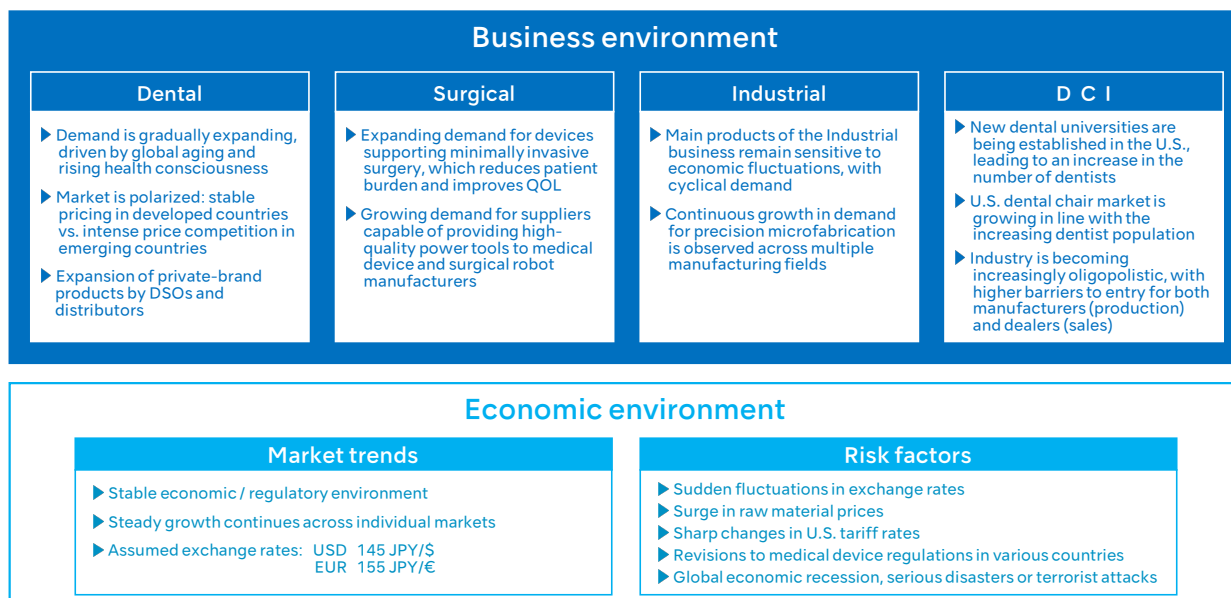 Business environment
Dental
▶ Demand is gradually expanding,
driven by global aging and
rising health consciousness
▶ Market is polarized: stable
pricing in developed countries
vs. intense price competition in
emerging countries
▶ Expansion of private-brand
products by DSOs and
distributors
Surgical
▶ Expanding demand for devices
supporting minimally invasive
surgery, which reduces patient
burden and improves QOL
▶ Growing demand for suppliers
capable of providing high-
quality power tools to medical
device and surgical robot
manufacturers
Industrial
▶ Main products of the Industrial
business remain sensitive to
economic fluctuations, with
cyclical demand
▶ Continuous growth in demand
for precision microfabrication
is observed across multiple
manufacturing fields
D C I
▶ New dental universities are
being established in the U.S.,
leading to an increase in the
number of dentists
▶ U.S. dental chair market is
growing in line with the
increasing dentist population
▶ Industry is becoming
increasingly oligopolistic, with
higher barriers to entry for both
manufacturers (production)
and dealers (sales)
Economic environment
Market trends
▶ Stable economic / regulatory environment
▶ Steady growth continues across individual markets
▶ Assumed exchange rates: USD 145 JPY/$
EUR 155 JPY/€
Risk factors
▶ Sudden fluctuations in exchange rates
▶ Surge in raw material prices
▶ Sharp changes in U.S. tariff rates
▶ Revisions to medical device regulations in various countries
▶ Global economic recession, serious disasters or terrorist attacks